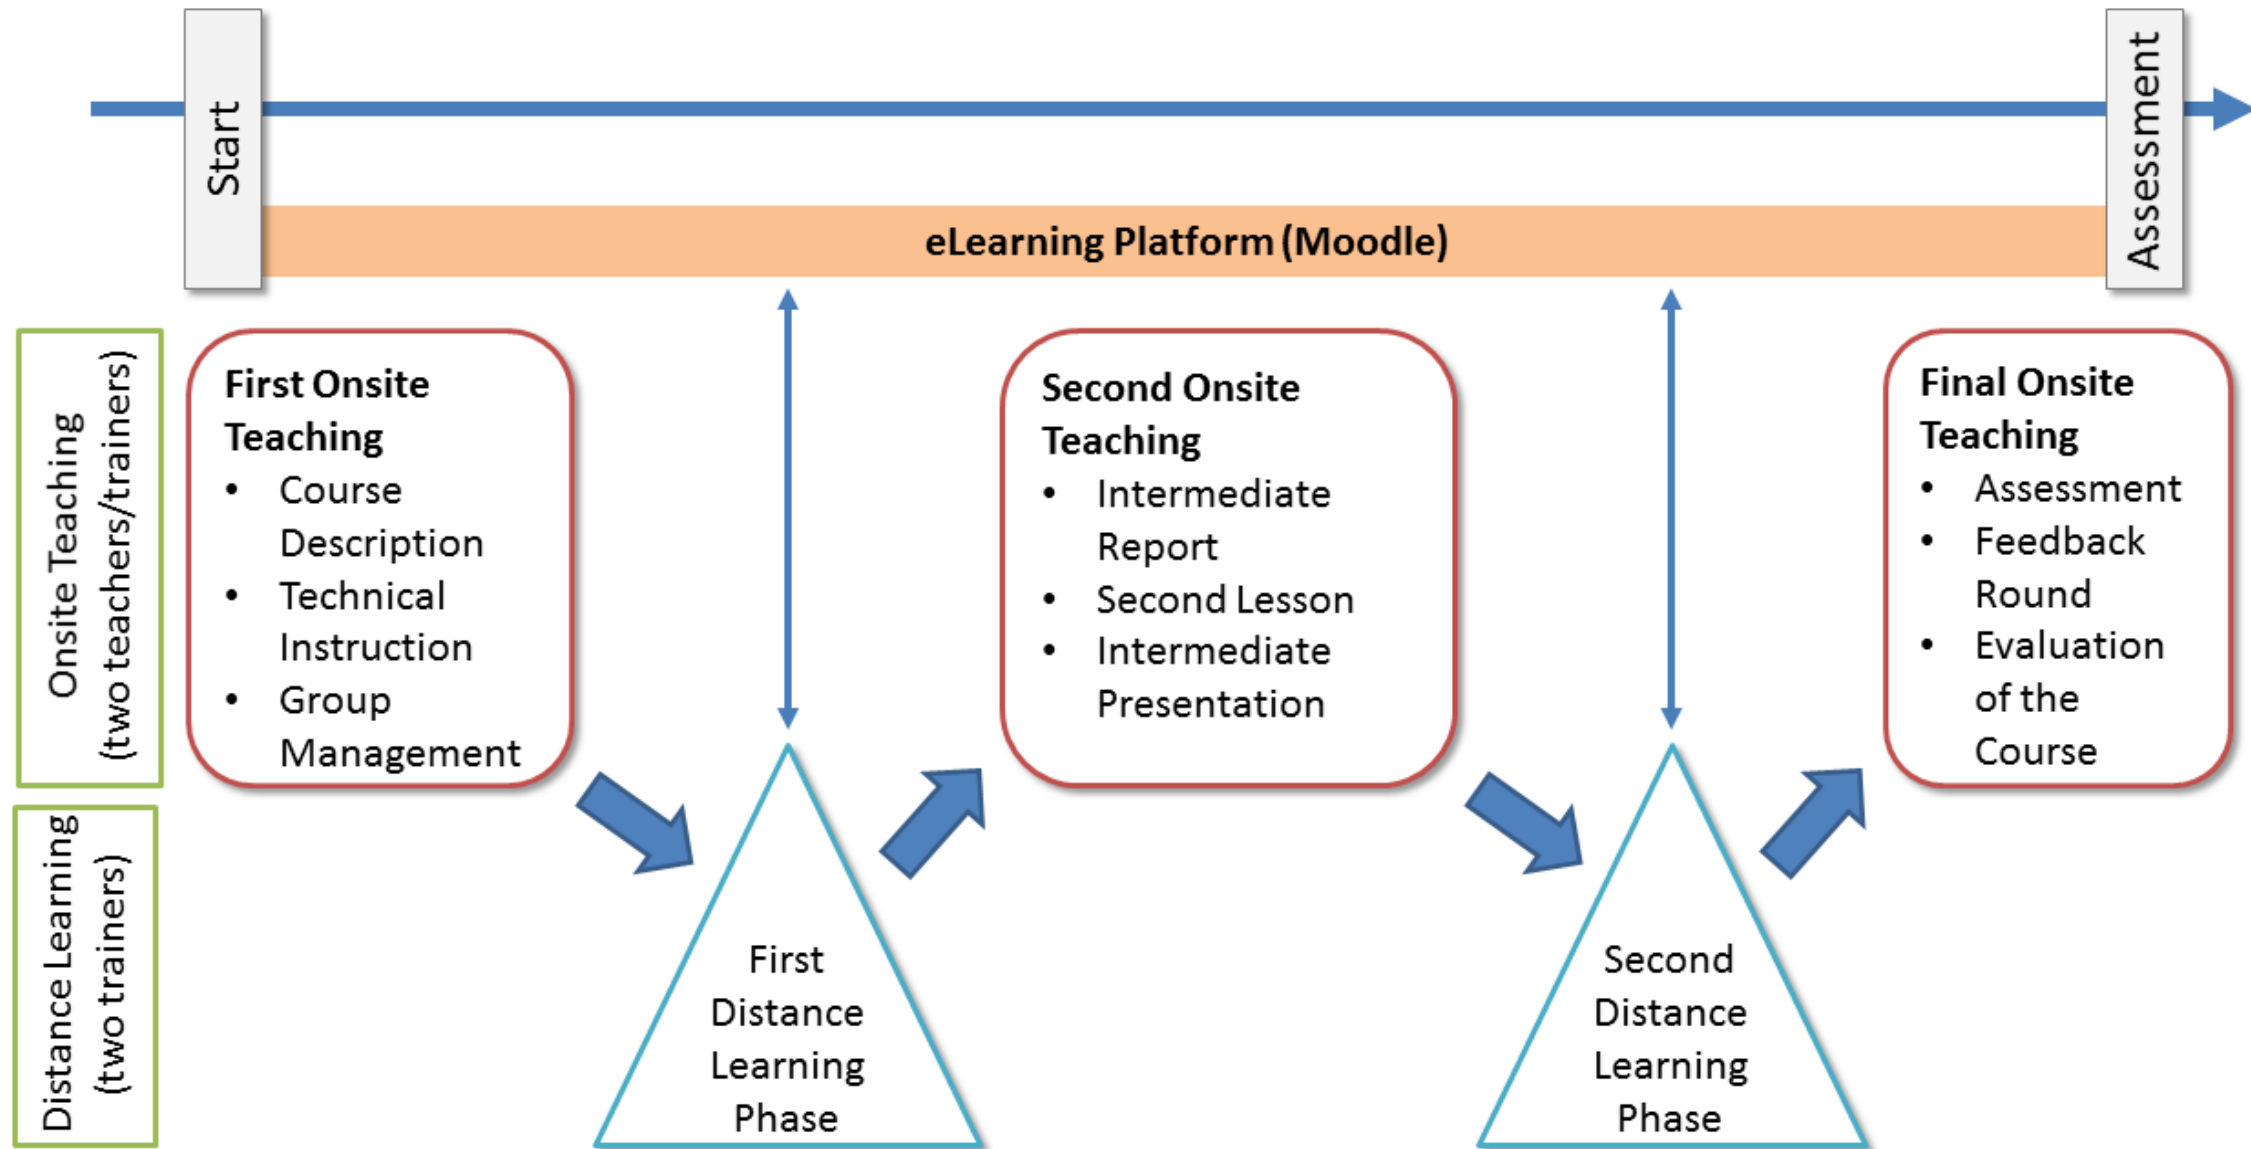 Start
Assessment
eLearning Platform (Moodle)
Onsite Teaching
(two teachers/trainers)
First Onsite
Teaching
• Course
Description
• Technical
Instruction
• Group
Management
Second Onsite
Teaching
• Intermediate
Report
• Second Lesson
• Intermediate
Presentation
Final Onsite
Teaching
• Assessment
• Feedback
Round
• Evaluation
of the
Course
Distance Learning
(two trainers)
First
Distance
Learning
Phase
Second
Distance
Learning
Phase